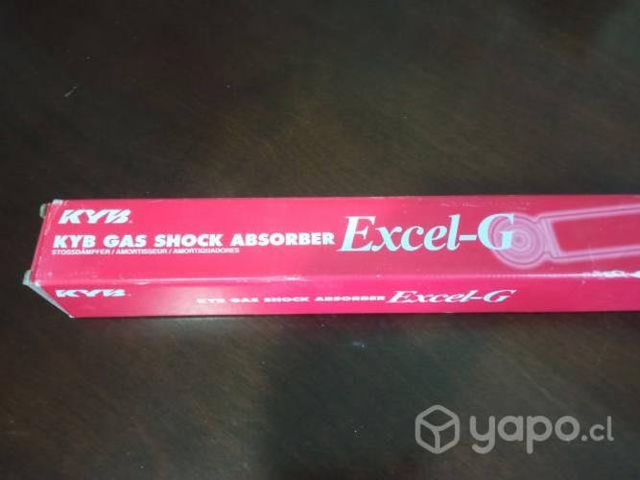 KYB
KYB GAS SHOCK ABSORBER Excel-G
STOSSDÄMPFER / AMORTISSEUR / AMORTIGUADORES
KYB KYB GAS SHOCK ABSORBER Excel-G
yapo.cl